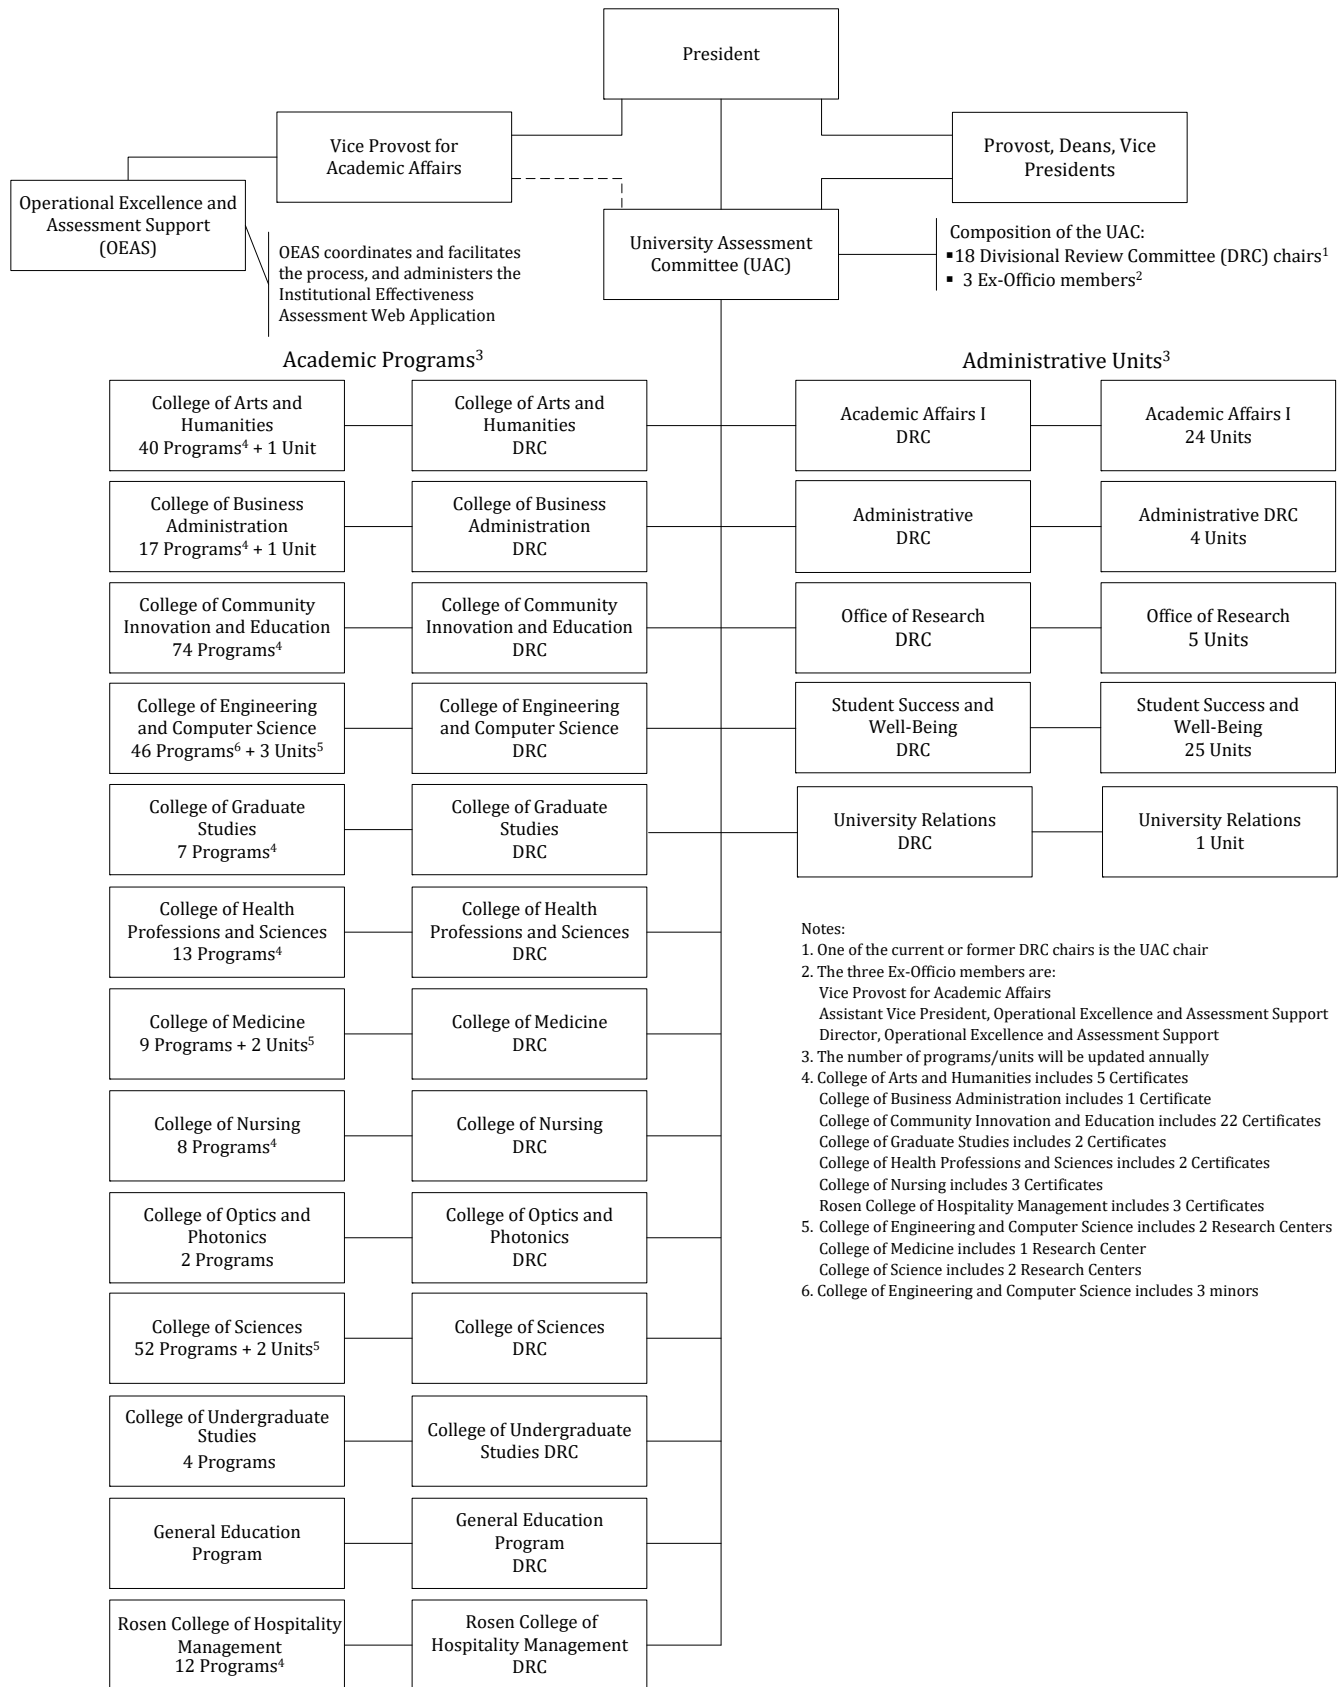 President
Vice Provost for
Academic Affairs
Provost, Deans, Vice
Presidents
Operational Excellence and
Assessment Support
(OEAS)
OEAS coordinates and facilitates
the process, and administers the
Institutional Effectiveness
Assessment Web Application
University Assessment
Committee (UAC)
Composition of the UAC:
▪18 Divisional Review Committee (DRC) chairs¹
▪ 3 Ex-Officio members²
Academic Programs³
Administrative Units³
College of Arts and
Humanities
40 Programs⁴ + 1 Unit
College of Arts and
Humanities
DRC
Academic Affairs I
DRC
Academic Affairs I
24 Units
College of Business
Administration
17 Programs⁴ + 1 Unit
College of Business
Administration
DRC
Administrative
DRC
Administrative DRC
4 Units
College of Community
Innovation and Education
74 Programs⁴
College of Community
Innovation and Education
DRC
Office of Research
DRC
Office of Research
5 Units
College of Engineering
and Computer Science
46 Programs⁶ + 3 Units⁵
College of Engineering
and Computer Science
DRC
Student Success and
Well-Being
DRC
Student Success and
Well-Being
25 Units
College of Graduate
Studies
7 Programs⁴
College of Graduate
Studies
DRC
University Relations
DRC
University Relations
1 Unit
College of Health
Professions and Sciences
13 Programs⁴
College of Health
Professions and Sciences
DRC
College of Medicine
9 Programs + 2 Units⁵
College of Medicine
DRC
College of Nursing
8 Programs⁴
College of Nursing
DRC
College of Optics and
Photonics
2 Programs
College of Optics and
Photonics
DRC
College of Sciences
52 Programs + 2 Units⁵
College of Sciences
DRC
College of Undergraduate
Studies
4 Programs
College of Undergraduate
Studies DRC
General Education
Program
General Education
Program
DRC
Rosen College of Hospitality
Management
12 Programs⁴
Rosen College of
Hospitality Management
DRC
Notes:
1. One of the current or former DRC chairs is the UAC chair
2. The three Ex-Officio members are:
Vice Provost for Academic Affairs
Assistant Vice President, Operational Excellence and Assessment Support
Director, Operational Excellence and Assessment Support
3. The number of programs/units will be updated annually
4. College of Arts and Humanities includes 5 Certificates
College of Business Administration includes 1 Certificate
College of Community Innovation and Education includes 22 Certificates
College of Graduate Studies includes 2 Certificates
College of Health Professions and Sciences includes 2 Certificates
College of Nursing includes 3 Certificates
Rosen College of Hospitality Management includes 3 Certificates
5. College of Engineering and Computer Science includes 2 Research Centers
College of Medicine includes 1 Research Center
College of Science includes 2 Research Centers
6. College of Engineering and Computer Science includes 3 minors